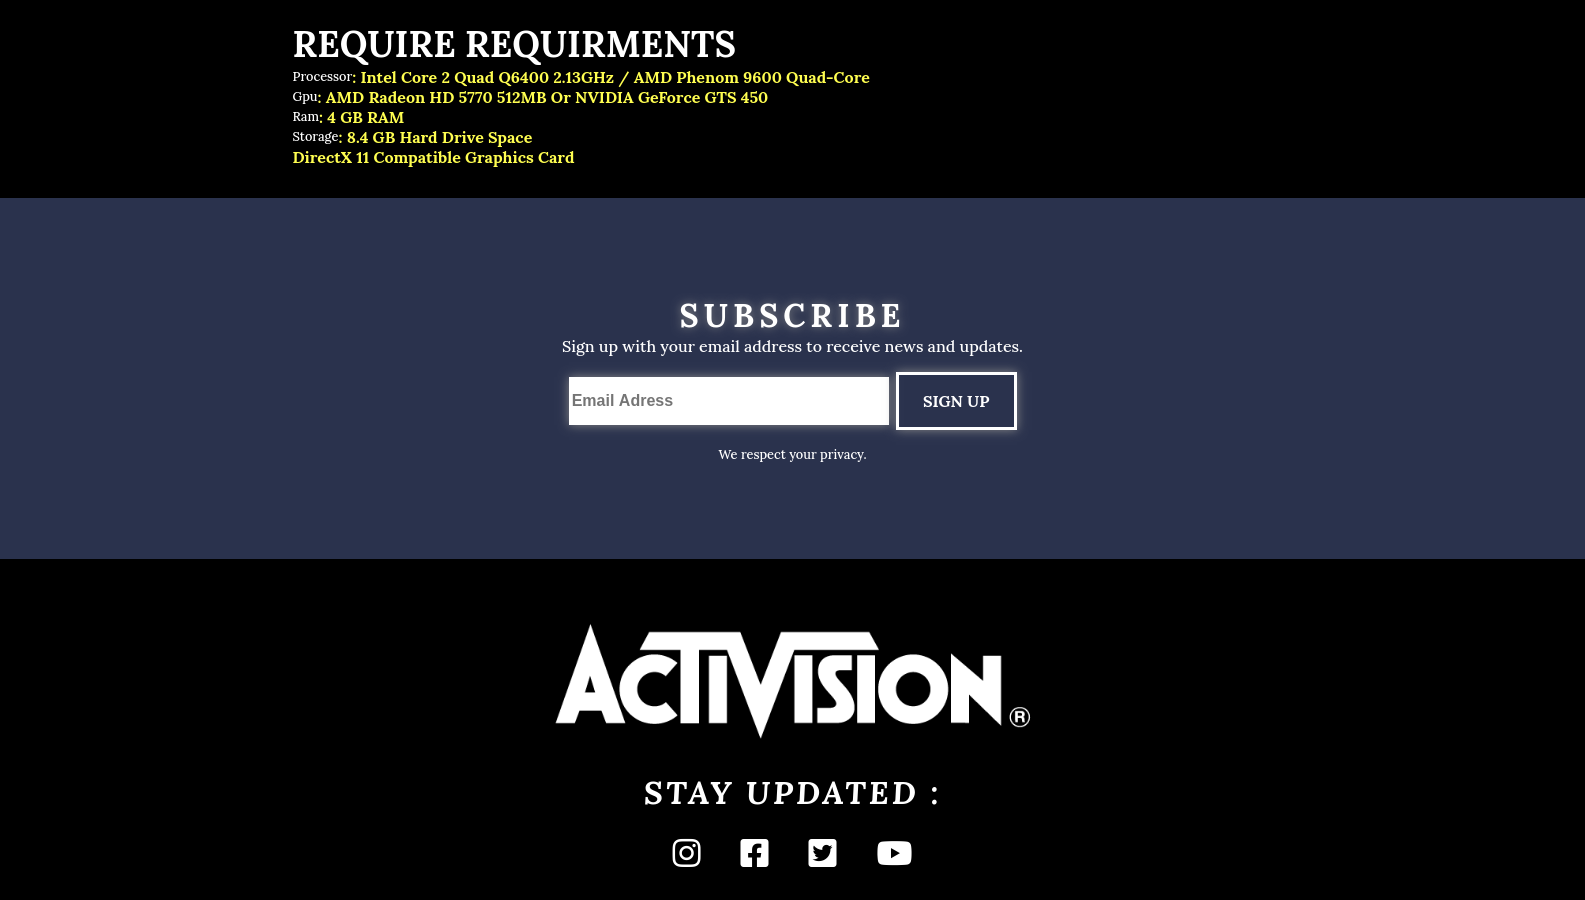 REQUIRE REQUIRMENTS
Processor: Intel Core 2 Quad Q6400 2.13GHz / AMD Phenom 9600 Quad-Core
Gpu: AMD Radeon HD 5770 512MB Or NVIDIA GeForce GTS 450
Ram: 4 GB RAM
Storage: 8.4 GB Hard Drive Space
DirectX 11 Compatible Graphics Card
SUBSCRIBE
Sign up with your email address to receive news and updates.
Email Adress
SIGN UP
We respect your privacy.
ACTIVISION®
STAY UPDATED :